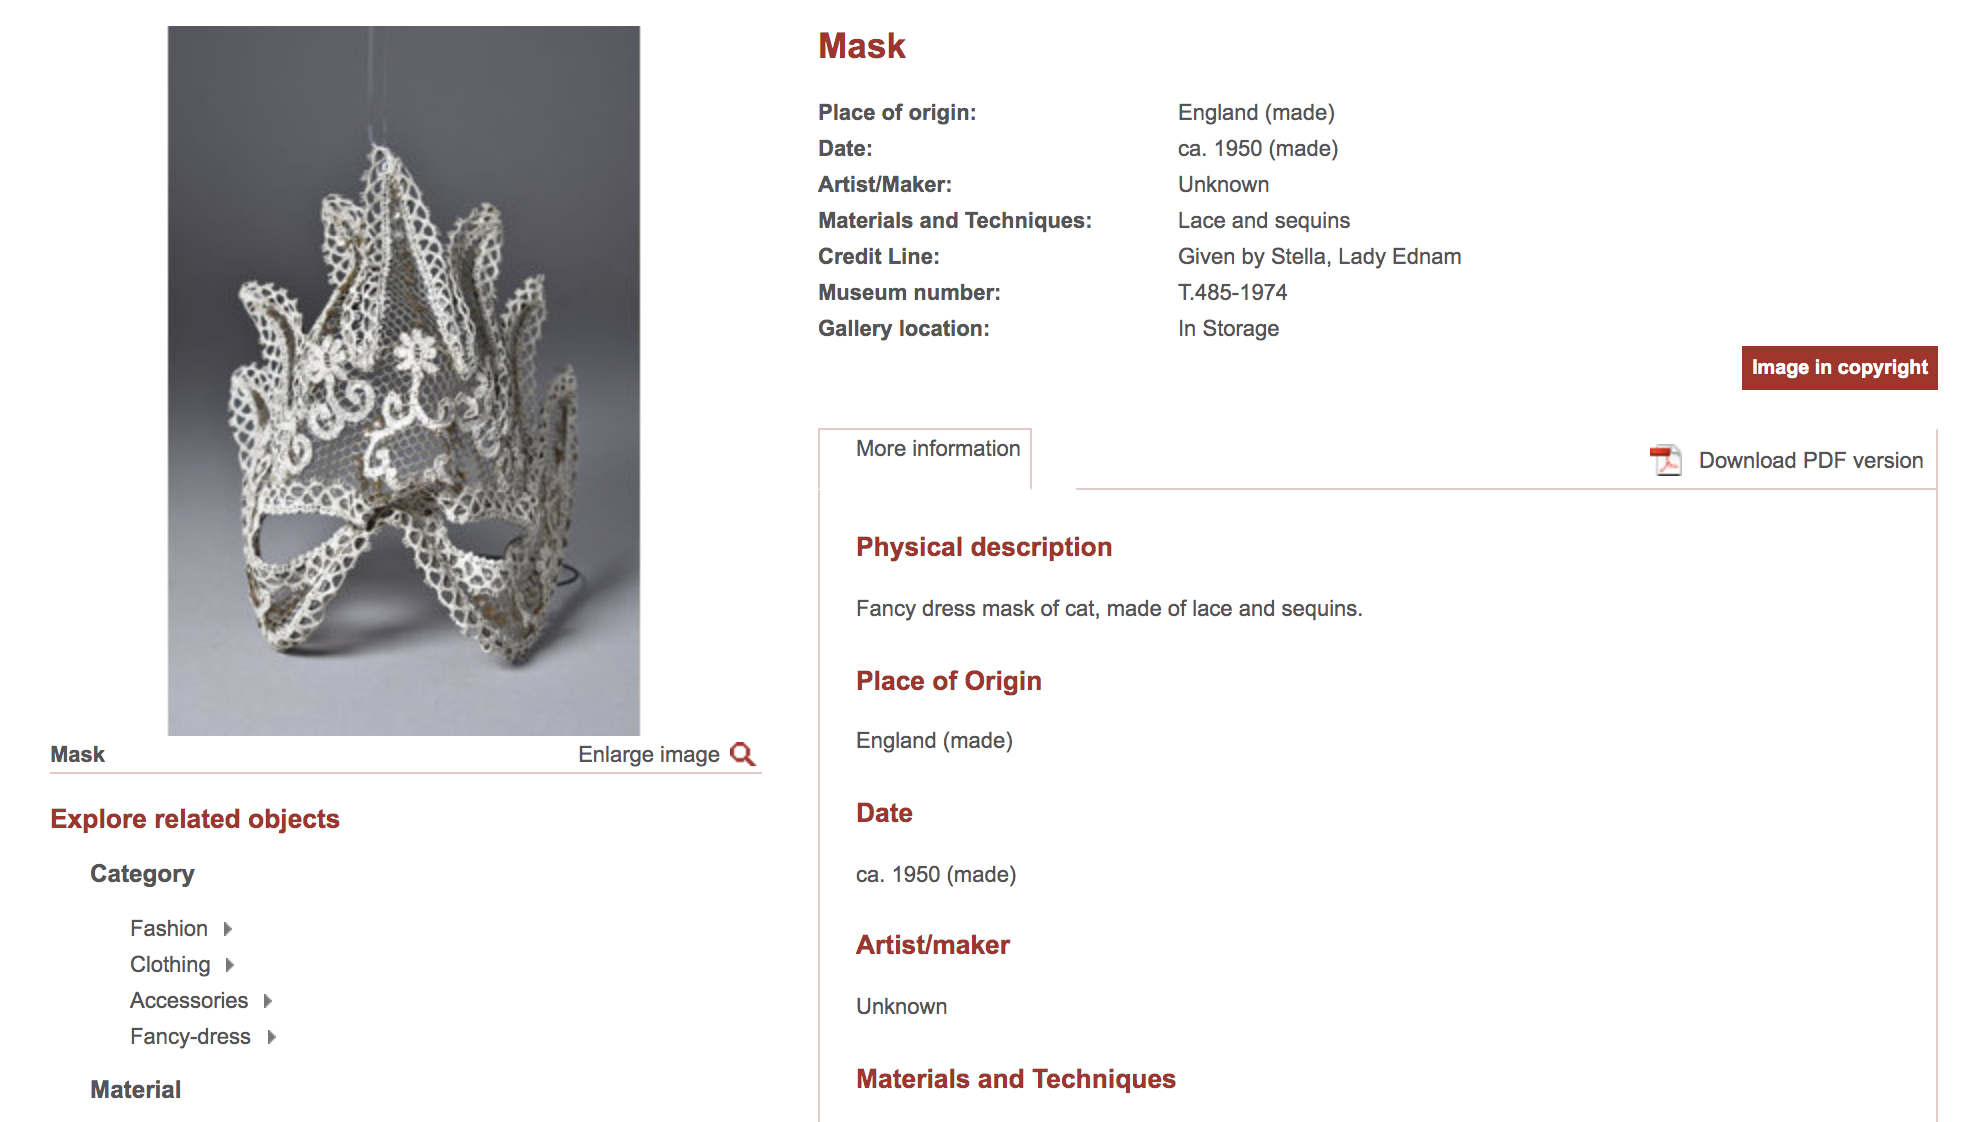 Mask
Enlarge image
Explore related objects
Category
Fashion
Clothing
Accessories
Fancy-dress
Material
Mask
Place of origin: England (made)
Date: ca. 1950 (made)
Artist/Maker: Unknown
Materials and Techniques: Lace and sequins
Credit Line: Given by Stella, Lady Ednam
Museum number: T.485-1974
Gallery location: In Storage
Image in copyright
More information
Download PDF version
Physical description
Fancy dress mask of cat, made of lace and sequins.
Place of Origin
England (made)
Date
ca. 1950 (made)
Artist/maker
Unknown
Materials and Techniques